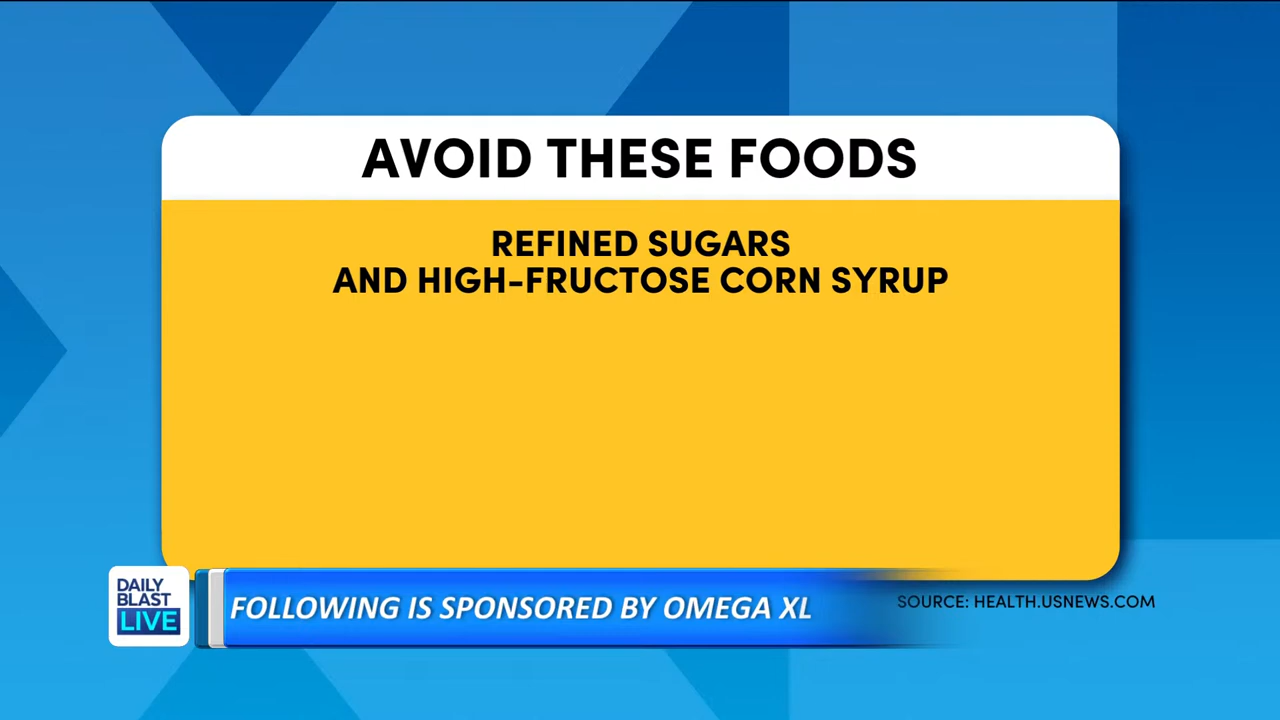 AVOID THESE FOODS
REFINED SUGARS
AND HIGH-FRUCTOSE CORN SYRUP
DAILY
BLAST
LIVE
FOLLOWING IS SPONSORED BY OMEGA XL
SOURCE: HEALTH.USNEWS.COM